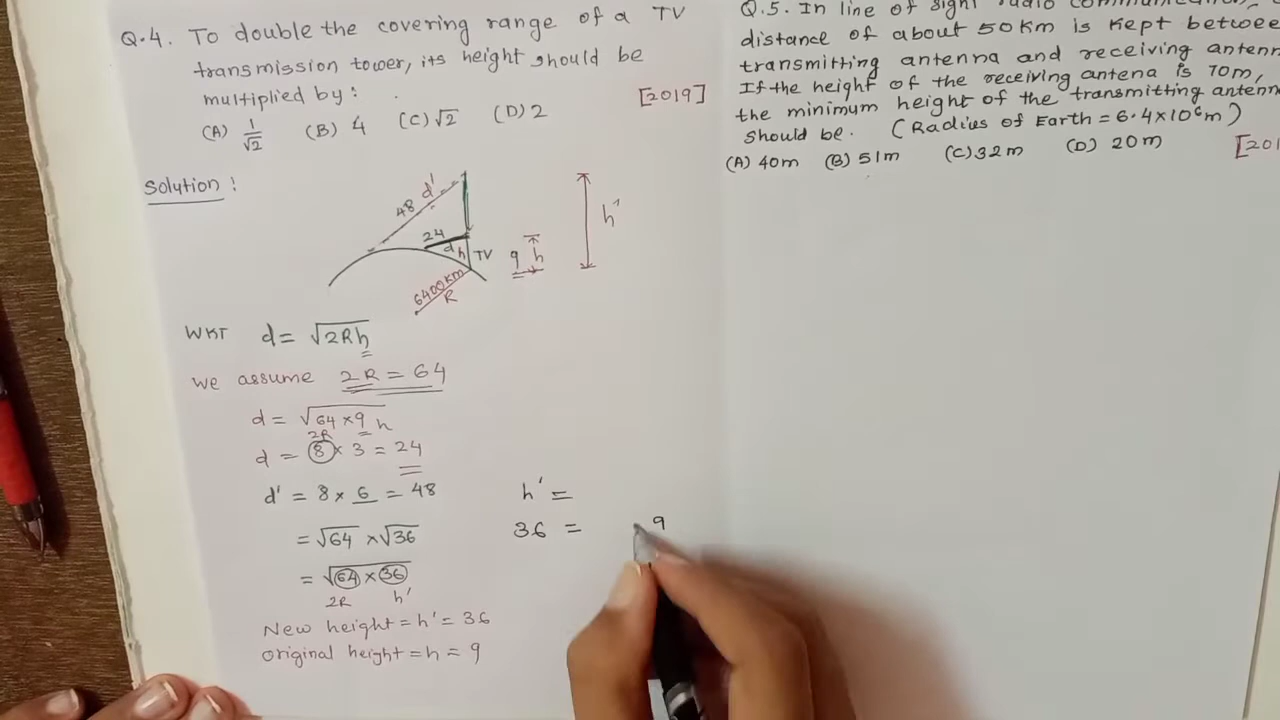 Q.4. To double the covering range of a TV
transmission tower, its height should be
multiplied by:
[2019]
(A) 1/√2 (B) 4 (C) √2 (D) 2
Solution:
48 d'
24
d h TV
6400km
R
9 h
h'
WKT d = √2Rh
We assume 2R = 64
d = √64×9 h
2R
d = 8 × 3 = 24
d' = 8 × 6 = 48
= √64 × √36
= √64 × 36
2R h'
New height = h' = 36
Original height = h = 9
h' =
36 = 9
Q.5. In line of sight radio
distance of about 50Km is kept
transmitting antenna and receiving
If the height of the receiving antena is 70m,
the minimum height of the transmitting
should be. (Radius of Earth = 6.4×10⁶m)
(A) 40m (B) 51m (C) 32m (D) 20m